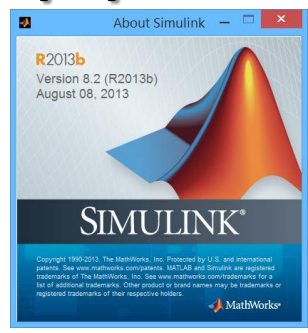 About Simulink
R2013b
Version 8.2 (R2013b)
August 08, 2013
SIMULINK®
Copyright 1990-2013. The MathWorks, Inc. Protected by U.S. and international
patents. See www.mathworks.com/patents. MATLAB and Simulink are registered
trademarks of The MathWorks, Inc. See www.mathworks.com/trademarks for a
list of additional trademarks. Other product or brand names may be trademarks or
registered trademarks of their respective holders.
MathWorks®